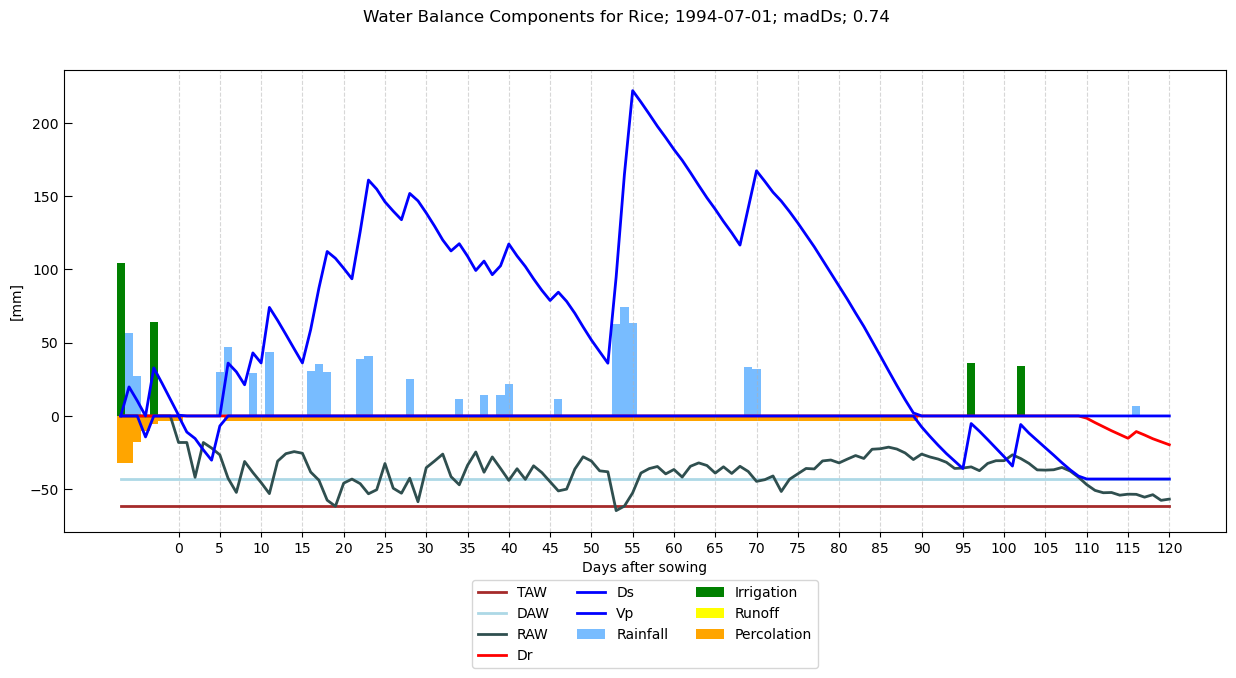 Water Balance Components for Rice; 1994-07-01; madDs; 0.74
200
150
100
50
0
−50
[mm]
0 5 10 15 20 25 30 35 40 45 50 55 60 65 70 75 80 85 90 95 100 105 110 115 120
Days after sowing
TAW Ds Irrigation
DAW Vp Runoff
RAW Rainfall Percolation
Dr